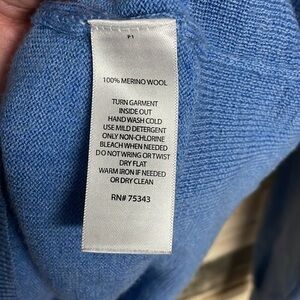 P1
100% MERINO WOOL
TURN GARMENT
INSIDE OUT
HAND WASH COLD
USE MILD DETERGENT
ONLY NON-CHLORINE
BLEACH WHEN NEEDED
DO NOT WRING OR TWIST
DRY FLAT
WARM IRON IF NEEDED
OR DRY CLEAN
RN# 75343